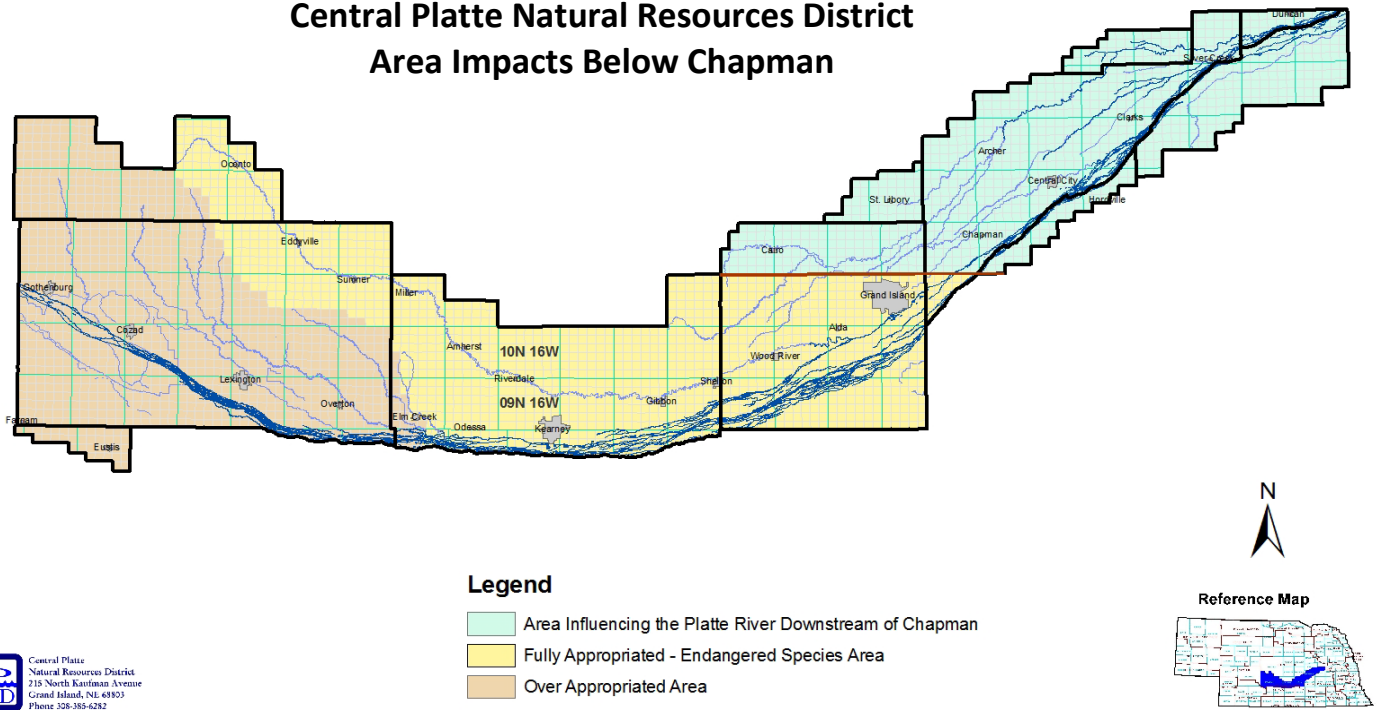 Central Platte Natural Resources District
Area Impacts Below Chapman
Duncan
Silver Creek
Clarks
Archer
Central City
Hordville
St. Libory
Chapman
Cairo
Ocento
Eddyville
Sumner
Miller
Gothenburg
Grand Island
Cozad
Alda
Amherst
10N 16W
Wood River
Lexington
Riverdale
Shelton
Overton
09N 16W
Gibbon
Farnam
Elm Creek
Odessa
Kearney
Eustis
N
Legend
Area Influencing the Platte River Downstream of Chapman
Fully Appropriated - Endangered Species Area
Over Appropriated Area
Reference Map
Central Platte
Natural Resources District
215 North Kaufman Avenue
Grand Island, NE 68803
Phone 308-385-6282